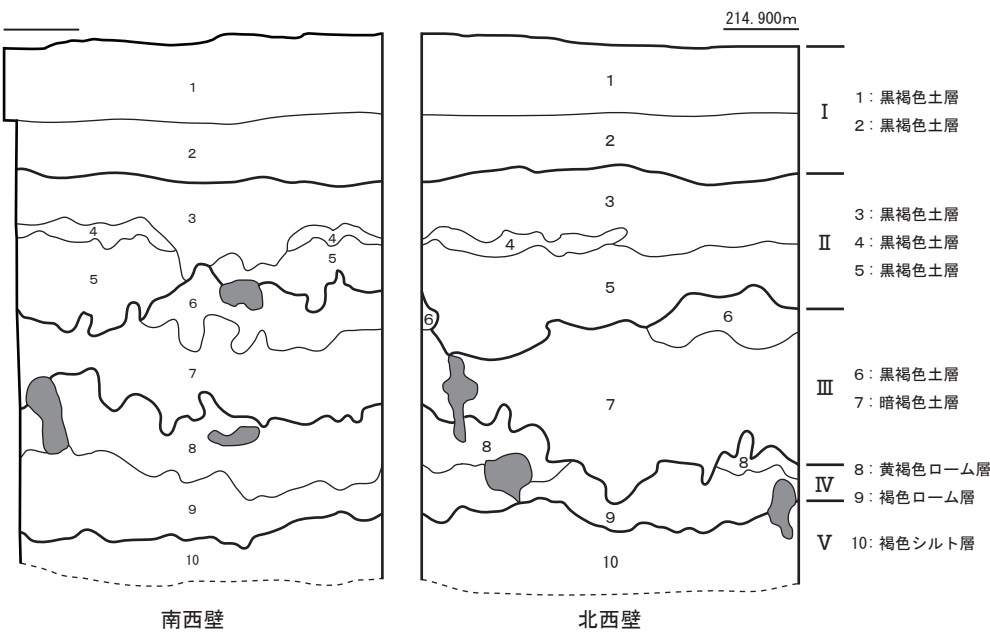 214.900m
1
2
3
4
4
5
5
6
7
8
9
10
南西壁
1
2
3
4
5
6
6
7
8
8
9
10
北西壁
Ⅰ
1：黒褐色土層
2：黒褐色土層
Ⅱ
3：黒褐色土層
4：黒褐色土層
5：黒褐色土層
Ⅲ
6：黒褐色土層
7：暗褐色土層
Ⅳ
8：黄褐色ローム層
9：褐色ローム層
Ⅴ
10：褐色シルト層